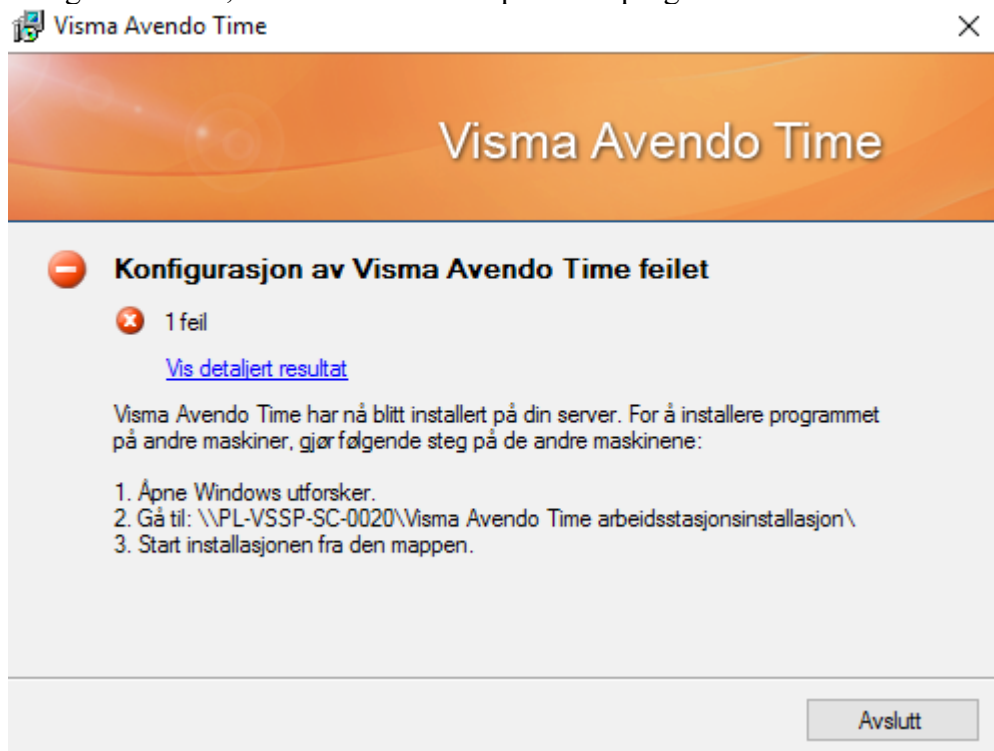 Visma Avendo Time
Visma Avendo Time
Konfigurasjon av Visma Avendo Time feilet
1 feil
Vis detaljert resultat
Visma Avendo Time har nå blitt installert på din server. For å installere programmet
på andre maskiner, gjør følgende steg på de andre maskinene:
1. Åpne Windows utforsker.
2. Gå til: \\PL-VSSP-SC-0020\Visma Avendo Time arbeidsstasjonsinstallasjon\
3. Start installasjonen fra den mappen.
Avslutt